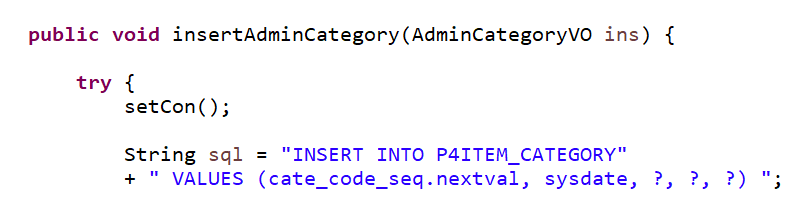 public void insertAdminCategory(AdminCategoryVO ins) {
try {
setCon();
String sql = "INSERT INTO P4ITEM_CATEGORY"
+ " VALUES (cate_code_seq.nextval, sysdate, ?, ?, ?) ";